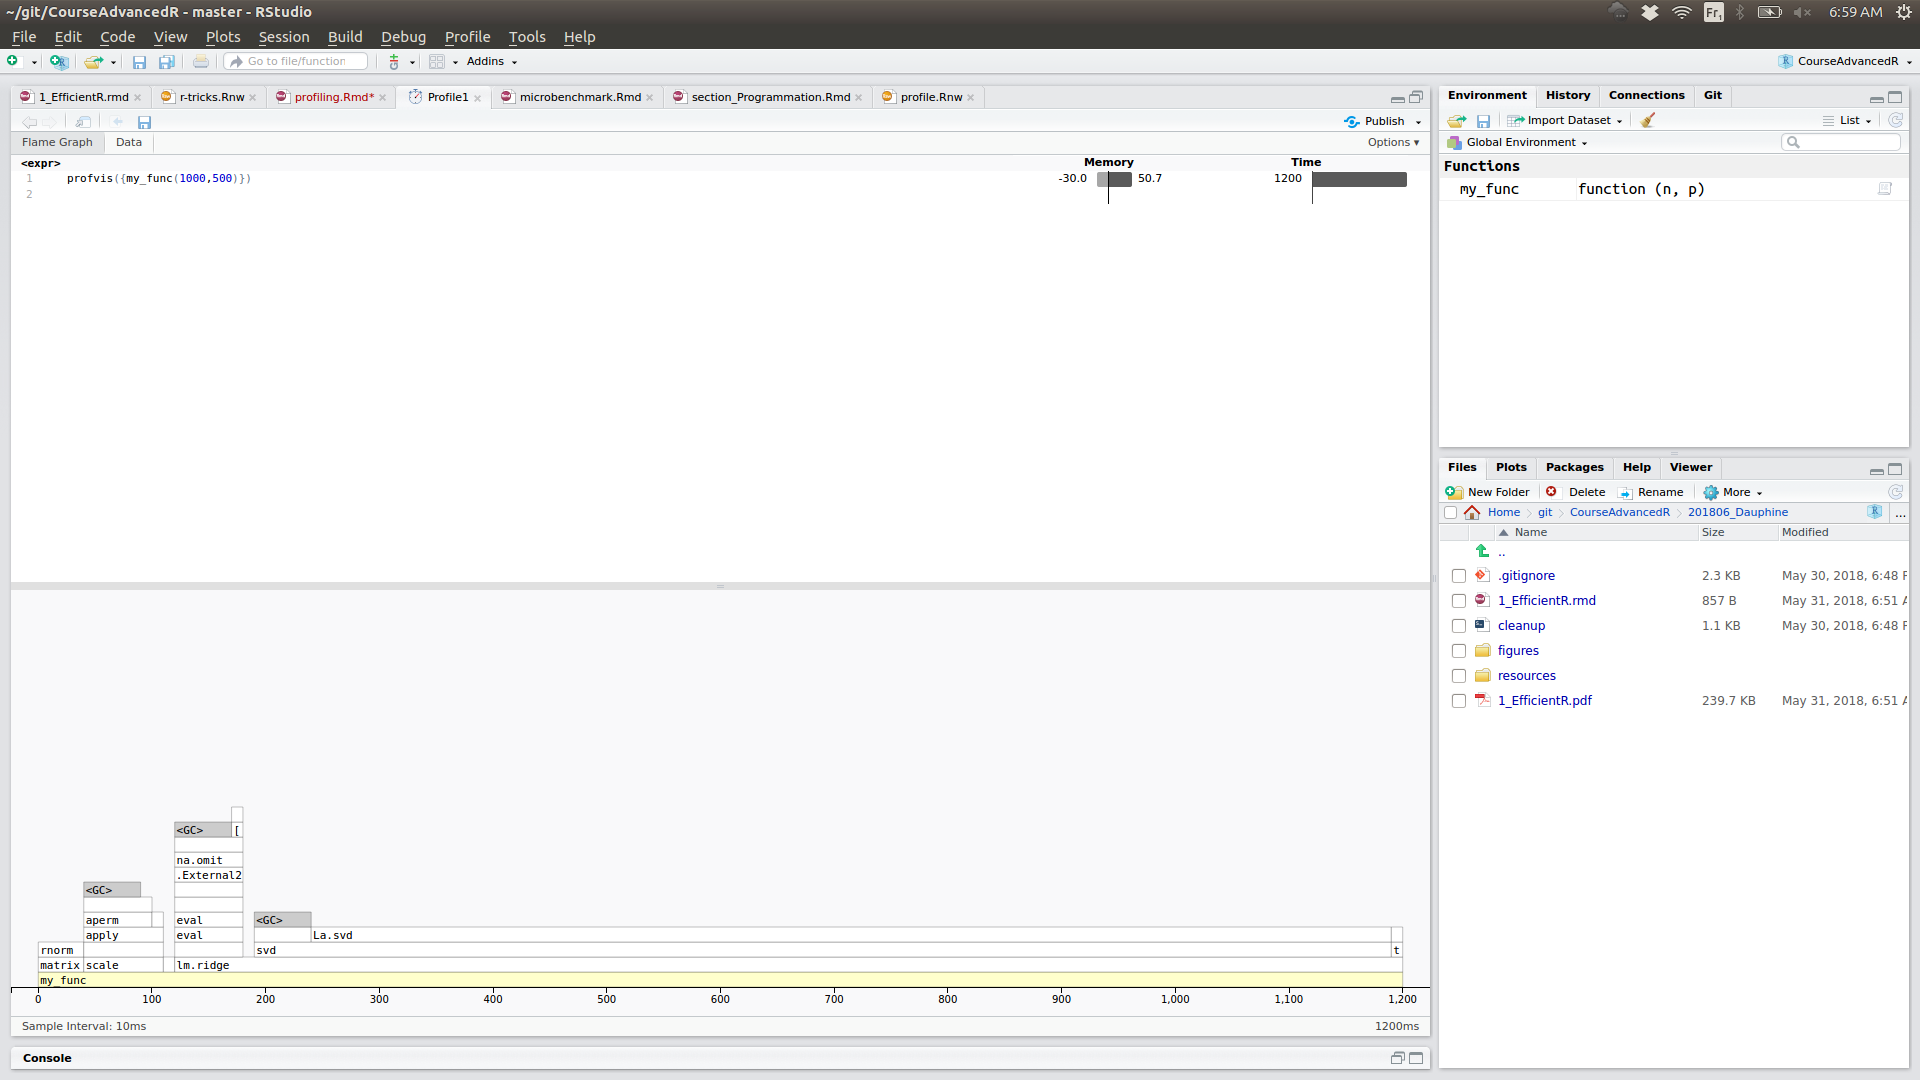 ~/git/CourseAdvancedR - master - RStudio
Fr1
6:59 AM
File Edit Code View Plots Session Build Debug Profile Tools Help
Go to file/function
Addins
CourseAdvancedR
1_EfficientR.rmd
r-tricks.Rnw
profiling.Rmd*
Profile1
microbenchmark.Rmd
section_Programmation.Rmd
profile.Rnw
Publish
Flame Graph
Data
Options ▾
<expr>
Memory
Time
1 profvis({my_func(1000,500)})
-30.0
50.7
1200
2
<GC> [
na.omit
.External2
<GC>
aperm
eval
<GC>
apply
eval
La.svd
rnorm
svd
t
matrix scale
lm.ridge
my_func
0 100 200 300 400 500 600 700 800 900 1,000 1,100 1,200
Sample Interval: 10ms
1200ms
Console
Environment History Connections Git
Import Dataset
List
Global Environment
Functions
my_func function (n, p)
Files Plots Packages Help Viewer
New Folder Delete Rename More
Home git CourseAdvancedR 201806_Dauphine
...
Name Size Modified
..
.gitignore 2.3 KB May 30, 2018, 6:48
1_EfficientR.rmd 857 B May 31, 2018, 6:51
cleanup 1.1 KB May 30, 2018, 6:48
figures
resources
1_EfficientR.pdf 239.7 KB May 31, 2018, 6:51